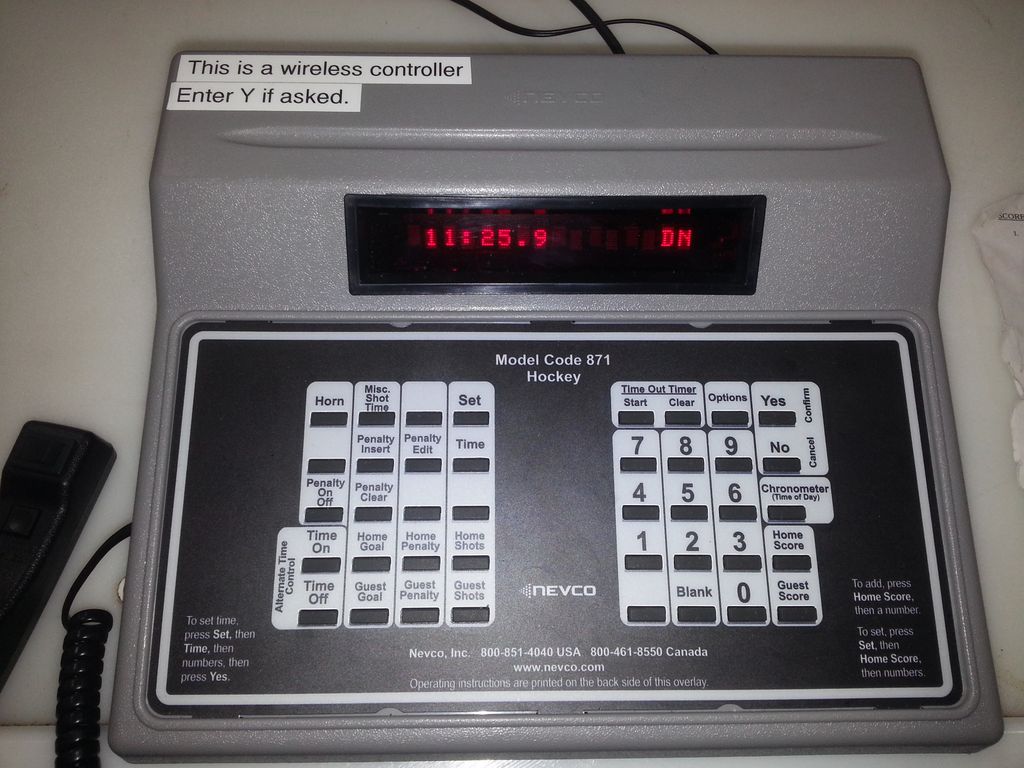 This is a wireless controller
Enter Y if asked.
NEVCO
11:25.9 DN
SCORE
1.
Model Code 871
Hockey
Horn
Misc.
Shot
Time
Set
Penalty
Insert
Penalty
Edit
Time
Penalty
On
Off
Penalty
Clear
Alternate Time
Control
Time
On
Home
Goal
Home
Penalty
Home
Shots
Time
Off
Guest
Goal
Guest
Penalty
Guest
Shots
Time Out Timer
Start Clear
Options
Yes
Confirm
7 8 9
No
Cancel
4 5 6
Chronometer
(Time of Day)
1 2 3
Home
Score
Blank
0
Guest
Score
NEVCO
To set time,
press Set, then
Time, then
numbers, then
press Yes.
To add, press
Home Score,
then a number.
To set, press
Set, then
Home Score,
then numbers.
Nevco, Inc. 800-851-4040 USA 800-461-8550 Canada
www.nevco.com
Operating instructions are printed on the back side of this overlay.